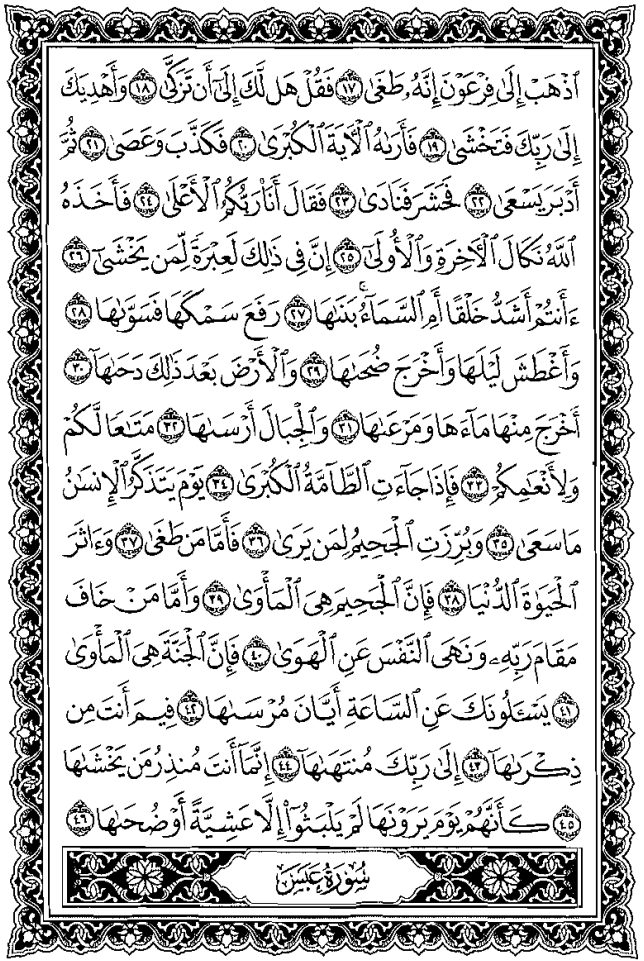 ٱذْهَبْ إِلَىٰ فِرْعَوْنَ إِنَّهُۥ طَغَىٰ ١٧ فَقُلْ هَل لَّكَ إِلَىٰٓ أَن تَزَكَّىٰ ١٨ وَأَهْدِيَكَ
إِلَىٰ رَبِّكَ فَتَخْشَىٰ ١٩ فَأَرَىٰهُ ٱلْـَٔايَةَ ٱلْكُبْرَىٰ ٢٠ فَكَذَّبَ وَعَصَىٰ ٢١ ثُمَّ
أَدْبَرَ يَسْعَىٰ ٢٢ فَحَشَرَ فَنَادَىٰ ٢٣ فَقَالَ أَنَا۠ رَبُّكُمُ ٱلْأَعْلَىٰ ٢٤ فَأَخَذَهُ
ٱللَّهُ نَكَالَ ٱلْـَٔاخِرَةِ وَٱلْأُولَىٰٓ ٢٥ إِنَّ فِى ذَٰلِكَ لَعِبْرَةً لِّمَن يَخْشَىٰٓ ٢٦
ءَأَنتُمْ أَشَدُّ خَلْقًا أَمِ ٱلسَّمَآءُ ۚ بَنَىٰهَا ٢٧ رَفَعَ سَمْكَهَا فَسَوَّىٰهَا ٢٨
وَأَغْطَشَ لَيْلَهَا وَأَخْرَجَ ضُحَىٰهَا ٢٩ وَٱلْأَرْضَ بَعْدَ ذَٰلِكَ دَحَىٰهَآ ٣٠
أَخْرَجَ مِنْهَا مَآءَهَا وَمَرْعَىٰهَا ٣١ وَٱلْجِبَالَ أَرْسَىٰهَا ٣٢ مَتَـٰعًا لَّكُمْ
وَلِأَنْعَـٰمِكُمْ ٣٣ فَإِذَا جَآءَتِ ٱلطَّآمَّةُ ٱلْكُبْرَىٰ ٣٤ يَوْمَ يَتَذَكَّرُ ٱلْإِنسَـٰنُ
مَا سَعَىٰ ٣٥ وَبُرِّزَتِ ٱلْجَحِيمُ لِمَن يَرَىٰ ٣٦ فَأَمَّا مَن طَغَىٰ ٣٧ وَءَاثَرَ
ٱلْحَيَوٰةَ ٱلدُّنْيَا ٣٨ فَإِنَّ ٱلْجَحِيمَ هِىَ ٱلْمَأْوَىٰ ٣٩ وَأَمَّا مَنْ خَافَ
مَقَامَ رَبِّهِۦ وَنَهَى ٱلنَّفْسَ عَنِ ٱلْهَوَىٰ ٤٠ فَإِنَّ ٱلْجَنَّةَ هِىَ ٱلْمَأْوَىٰ
٤١ يَسْـَٔلُونَكَ عَنِ ٱلسَّاعَةِ أَيَّانَ مُرْسَىٰهَا ٤٢ فِيمَ أَنتَ مِن
ذِكْرَىٰهَآ ٤٣ إِلَىٰ رَبِّكَ مُنتَهَىٰهَآ ٤٤ إِنَّمَآ أَنتَ مُنذِرُ مَن يَخْشَىٰهَا
٤٥ كَأَنَّهُمْ يَوْمَ يَرَوْنَهَا لَمْ يَلْبَثُوٓا۟ إِلَّا عَشِيَّةً أَوْ ضُحَىٰهَا ٤٦
سُورَةُ عَبَسَ